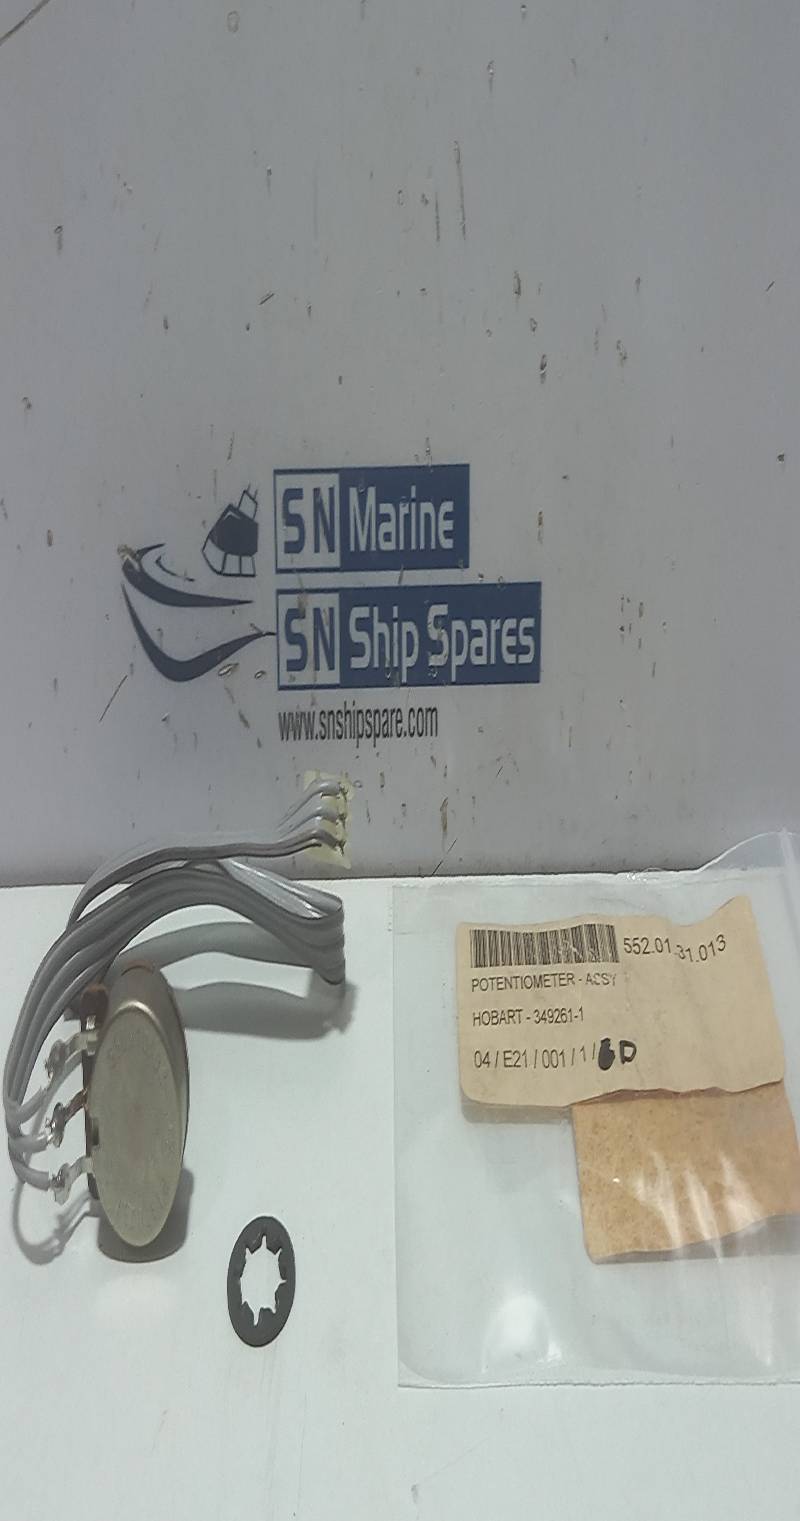 SN Marine
SN Ship Spares
www.snshipspare.com
552.01.31.013
POTENTIOMETER - ASSY
HOBART - 349261-1
04 / E21 / 001 / 1 / D